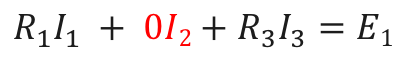 R₁I₁ + 0I₂ + R₃I₃ = E₁